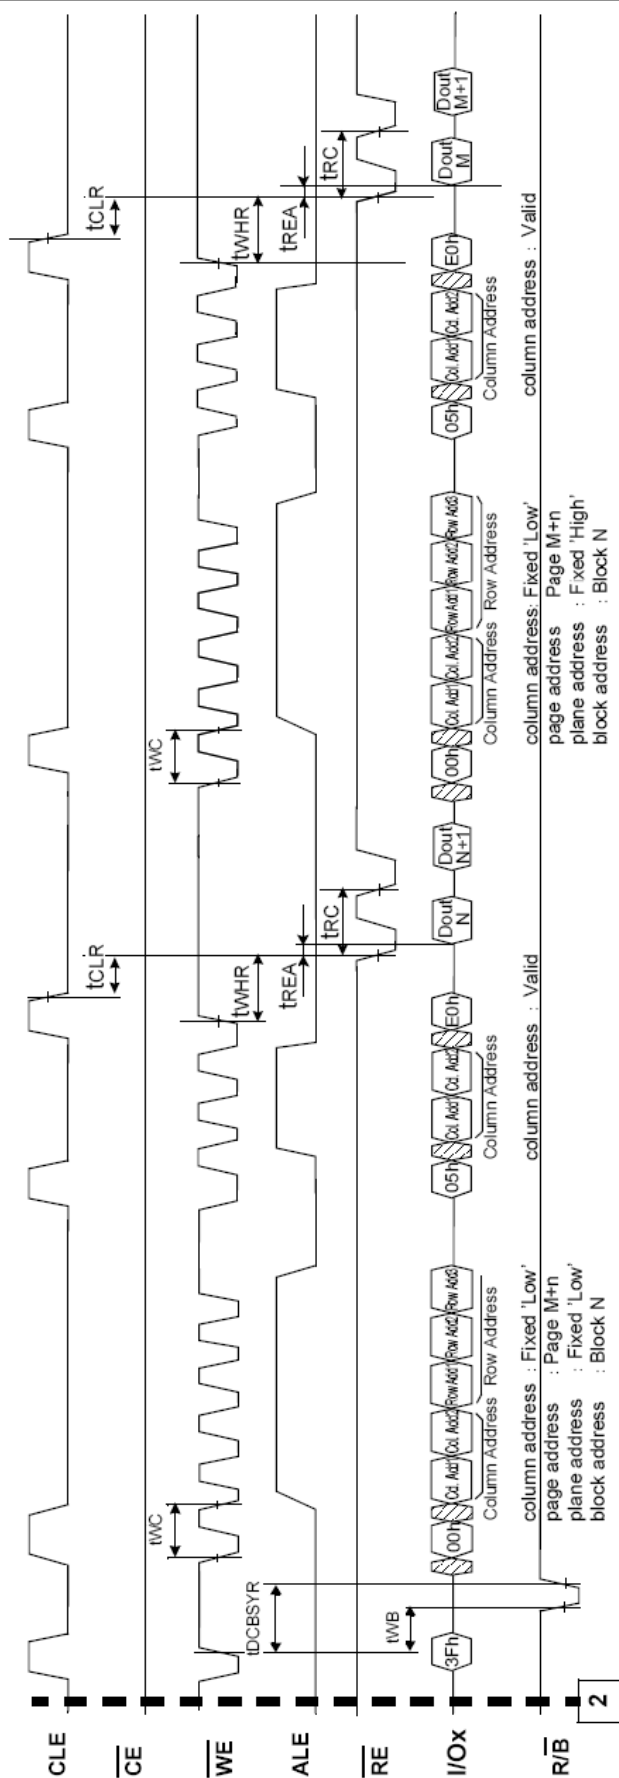 CLE
tCLR tCLR
CE
tWC tWC
WE
tWHR tWHR
tDCBSYR
ALE
tREA tREA
tRC tRC
RE
tWB
I/Ox 3Fh 00h Cd. Add1 Col. Add2 Row Add1 Row Add2 Row Add3 05h Col. Add1 Cd. Add2 E0h Dout N Dout N+1 00h Col. Add1 Col. Add2 Row Add1 Row Add2 Row Add3 05h Col. Add1 Cd. Add2 E0h Dout M Dout M+1
Column Address Row Address Column Address Column Address Row Address Column Address
R/B
column address : Fixed 'Low'
page address : Page M+n
plane address : Fixed 'Low'
block address : Block N
column address : Valid
column address: Fixed 'Low'
page address Page M+n
plane address : Fixed 'High'
block address : Block N
column address : Valid
2